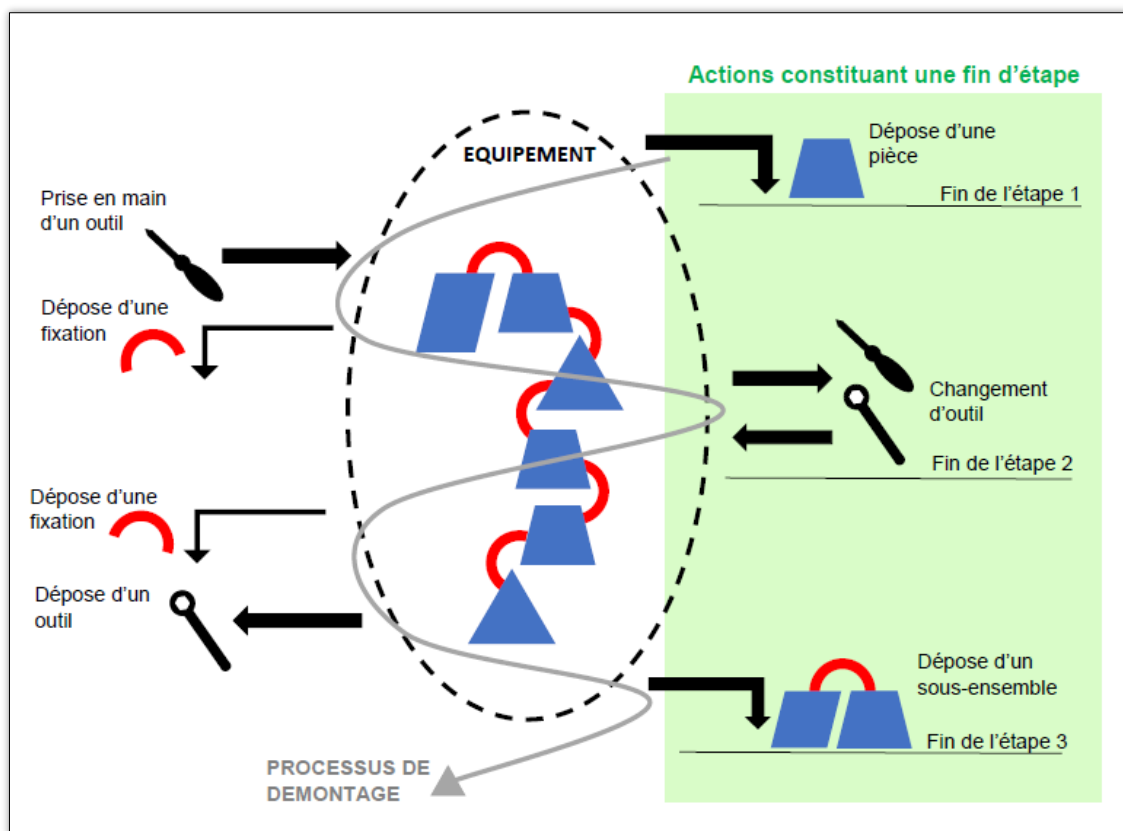 Actions constituant une fin d’étape
EQUIPEMENT
Dépose d’une
pièce
Fin de l’étape 1
Prise en main
d’un outil
Dépose d’une
fixation
Changement
d’outil
Fin de l’étape 2
Dépose d’une
fixation
Dépose d’un
outil
Dépose d’un
sous-ensemble
Fin de l’étape 3
PROCESSUS DE
DEMONTAGE